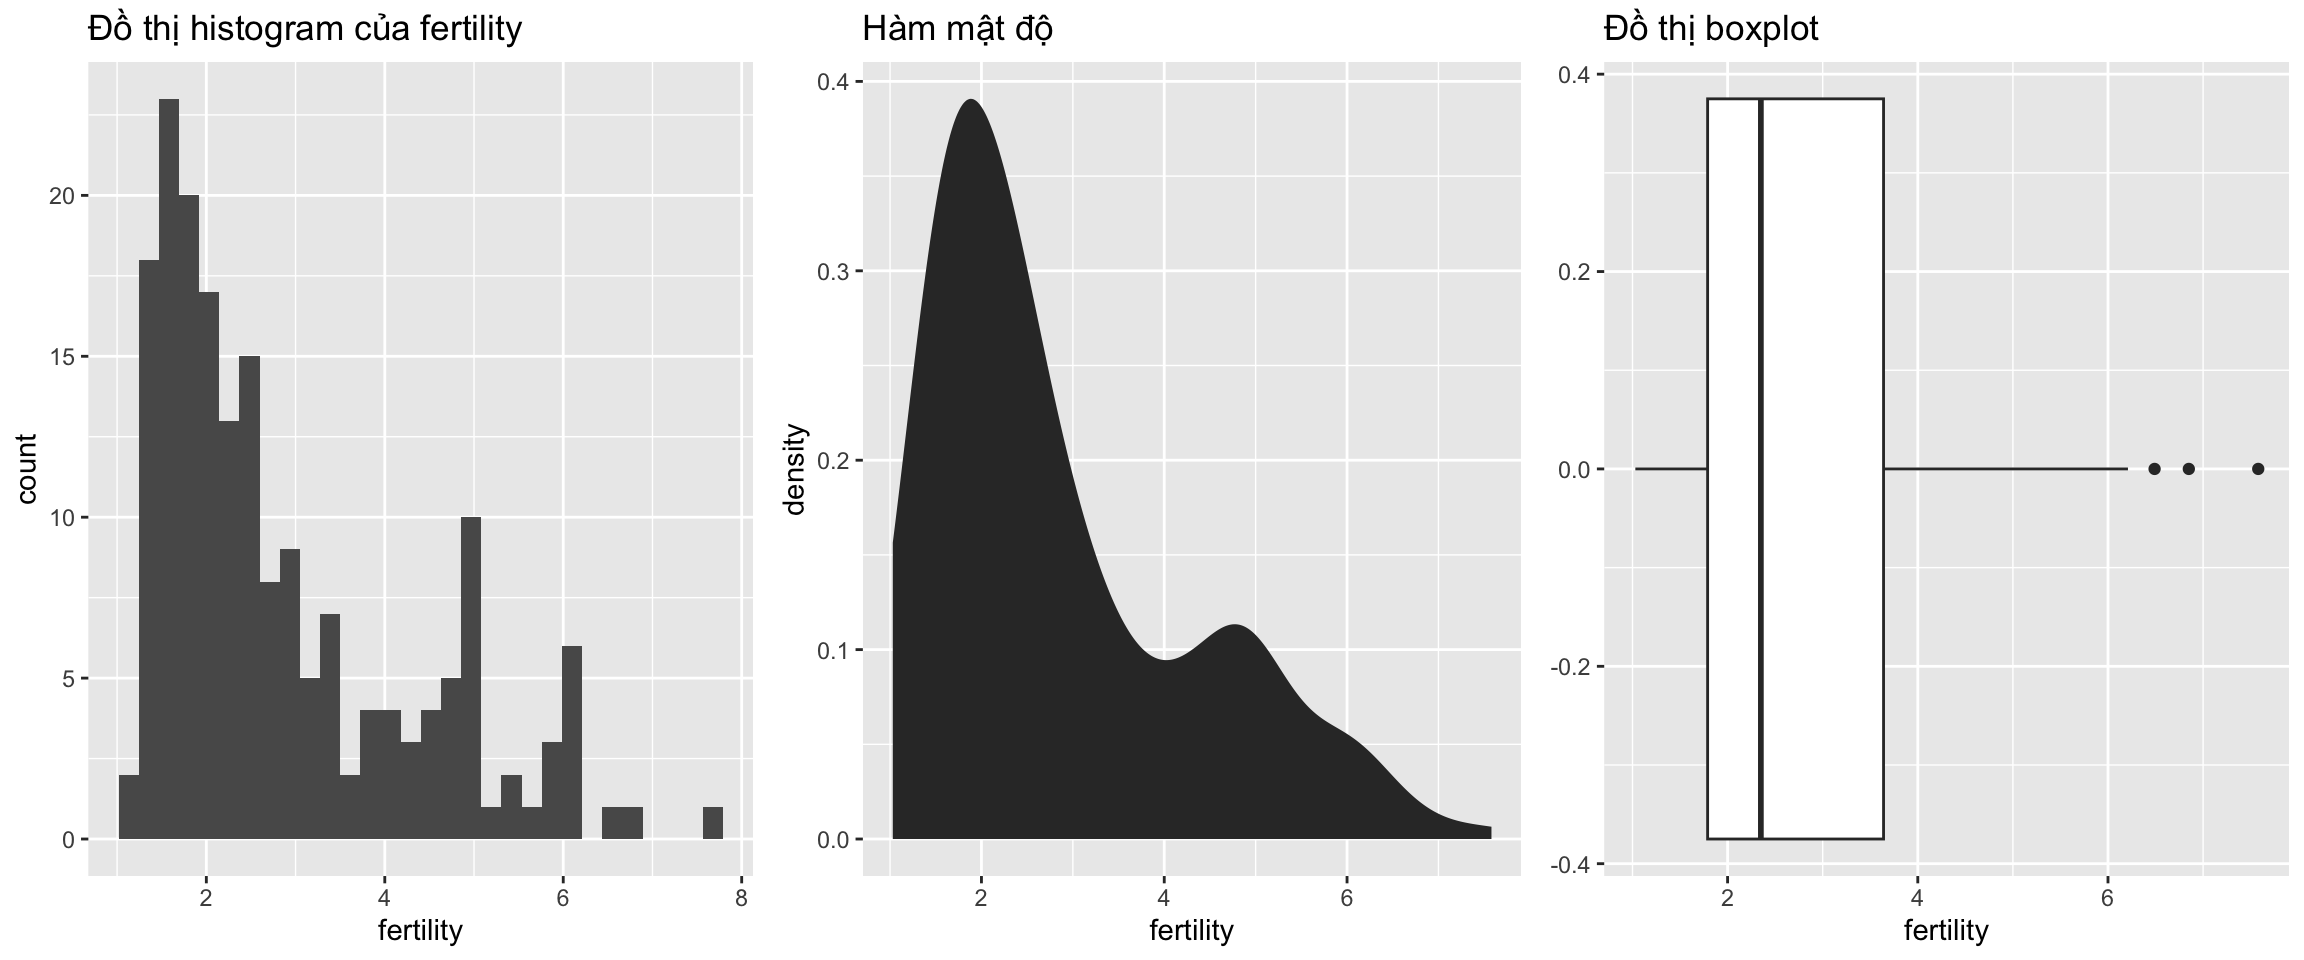 Đồ thị histogram của fertility
count
20
15
10
5
0
2 4 6 8
fertility
Hàm mật độ
density
0.4
0.3
0.2
0.1
0.0
2 4 6
fertility
Đồ thị boxplot
0.4
0.2
0.0
-0.2
-0.4
2 4 6
fertility